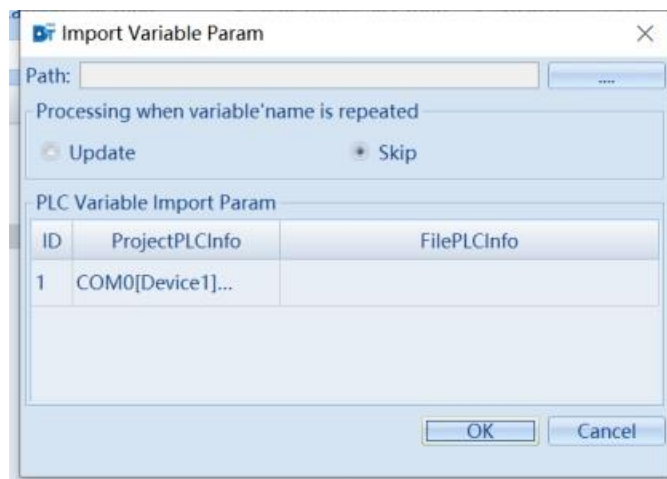 Import Variable Param
Path:
....
Processing when variable'name is repeated
Update
Skip
PLC Variable Import Param
ID ProjectPLCInfo FilePLCInfo
1 COM0[Device1]...
OK Cancel